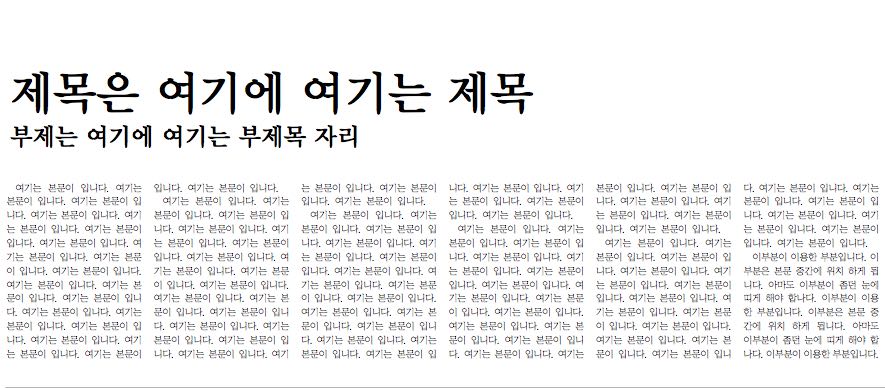 제목은 여기에 여기는 제목
부제는 여기에 여기는 부제목 자리
여기는 본문이 입니다. 여기는
본문이 입니다. 여기는 본문이 입
니다. 여기는 본문이 입니다. 여기
는 본문이 입니다. 여기는 본문이
입니다. 여기는 본문이 입니다. 여
기는 본문이 입니다. 여기는 본문
이 입니다. 여기는 본문이 입니다.
여기는 본문이 입니다. 여기는 본
문이 입니다. 여기는 본문이 입니
다. 여기는 본문이 입니다. 여기는
본문이 입니다. 여기는 본문이 입
니다. 여기는 본문이 입니다. 여기
는 본문이 입니다. 여기는 본문이
입니다. 여기는 본문이 입니다.
여기는 본문이 입니다. 여기는
본문이 입니다. 여기는 본문이 입
니다. 여기는 본문이 입니다. 여기
는 본문이 입니다. 여기는 본문이
입니다. 여기는 본문이 입니다. 여
기는 본문이 입니다. 여기는 본문
이 입니다. 여기는 본문이 입니다.
여기는 본문이 입니다. 여기는 본
문이 입니다. 여기는 본문이 입니
다. 여기는 본문이 입니다. 여기는
본문이 입니다. 여기는 본문이 입
니다. 여기는 본문이 입니다. 여기
는 본문이 입니다. 여기는 본문이
입니다. 여기는 본문이 입니다.
여기는 본문이 입니다. 여기는
본문이 입니다. 여기는 본문이 입
니다. 여기는 본문이 입니다. 여기
는 본문이 입니다. 여기는 본문이
입니다. 여기는 본문이 입니다. 여
기는 본문이 입니다. 여기는 본문
이 입니다. 여기는 본문이 입니다.
여기는 본문이 입니다. 여기는 본
문이 입니다. 여기는 본문이 입니
다. 여기는 본문이 입니다. 여기는
본문이 입니다. 여기는 본문이 입
니다. 여기는 본문이 입니다. 여기
는 본문이 입니다. 여기는 본문이
입니다. 여기는 본문이 입니다.
여기는 본문이 입니다. 여기는
본문이 입니다. 여기는 본문이 입
니다. 여기는 본문이 입니다. 여기
는 본문이 입니다. 여기는 본문이
입니다. 여기는 본문이 입니다. 여
기는 본문이 입니다. 여기는 본문
이 입니다. 여기는 본문이 입니다.
여기는 본문이 입니다. 여기는 본
문이 입니다. 여기는 본문이 입니
다. 여기는 본문이 입니다. 여기는
본문이 입니다. 여기는 본문이 입
니다. 여기는 본문이 입니다. 여기
는 본문이 입니다. 여기는 본문이
입니다. 여기는 본문이 입니다.
여기는 본문이 입니다. 여기는
본문이 입니다. 여기는 본문이 입
니다. 여기는 본문이 입니다. 여기
는 본문이 입니다. 여기는 본문이
입니다. 여기는 본문이 입니다. 여
기는 본문이 입니다. 여기는 본문
이 입니다. 여기는 본문이 입니다.
여기는 본문이 입니다. 여기는 본
문이 입니다. 여기는 본문이 입니
다. 여기는 본문이 입니다. 여기는
본문이 입니다. 여기는 본문이 입
니다. 여기는 본문이 입니다. 여기
는 본문이 입니다. 여기는 본문이
입니다. 여기는 본문이 입니다.
이부분이 이용한 부분입니다. 이
부분은 본문 중간에 위치 하게 됩
니다. 아마도 이부분이 좀던 눈에
띠게 해야 합나다. 이부분이 이용
한 부분입니다. 이부분은 본문 중
간에 위치 하게 됩니다. 아마도
이부분이 좀던 눈에 띠게 해야 합
나다. 이부분이 이용한 부분입니다.